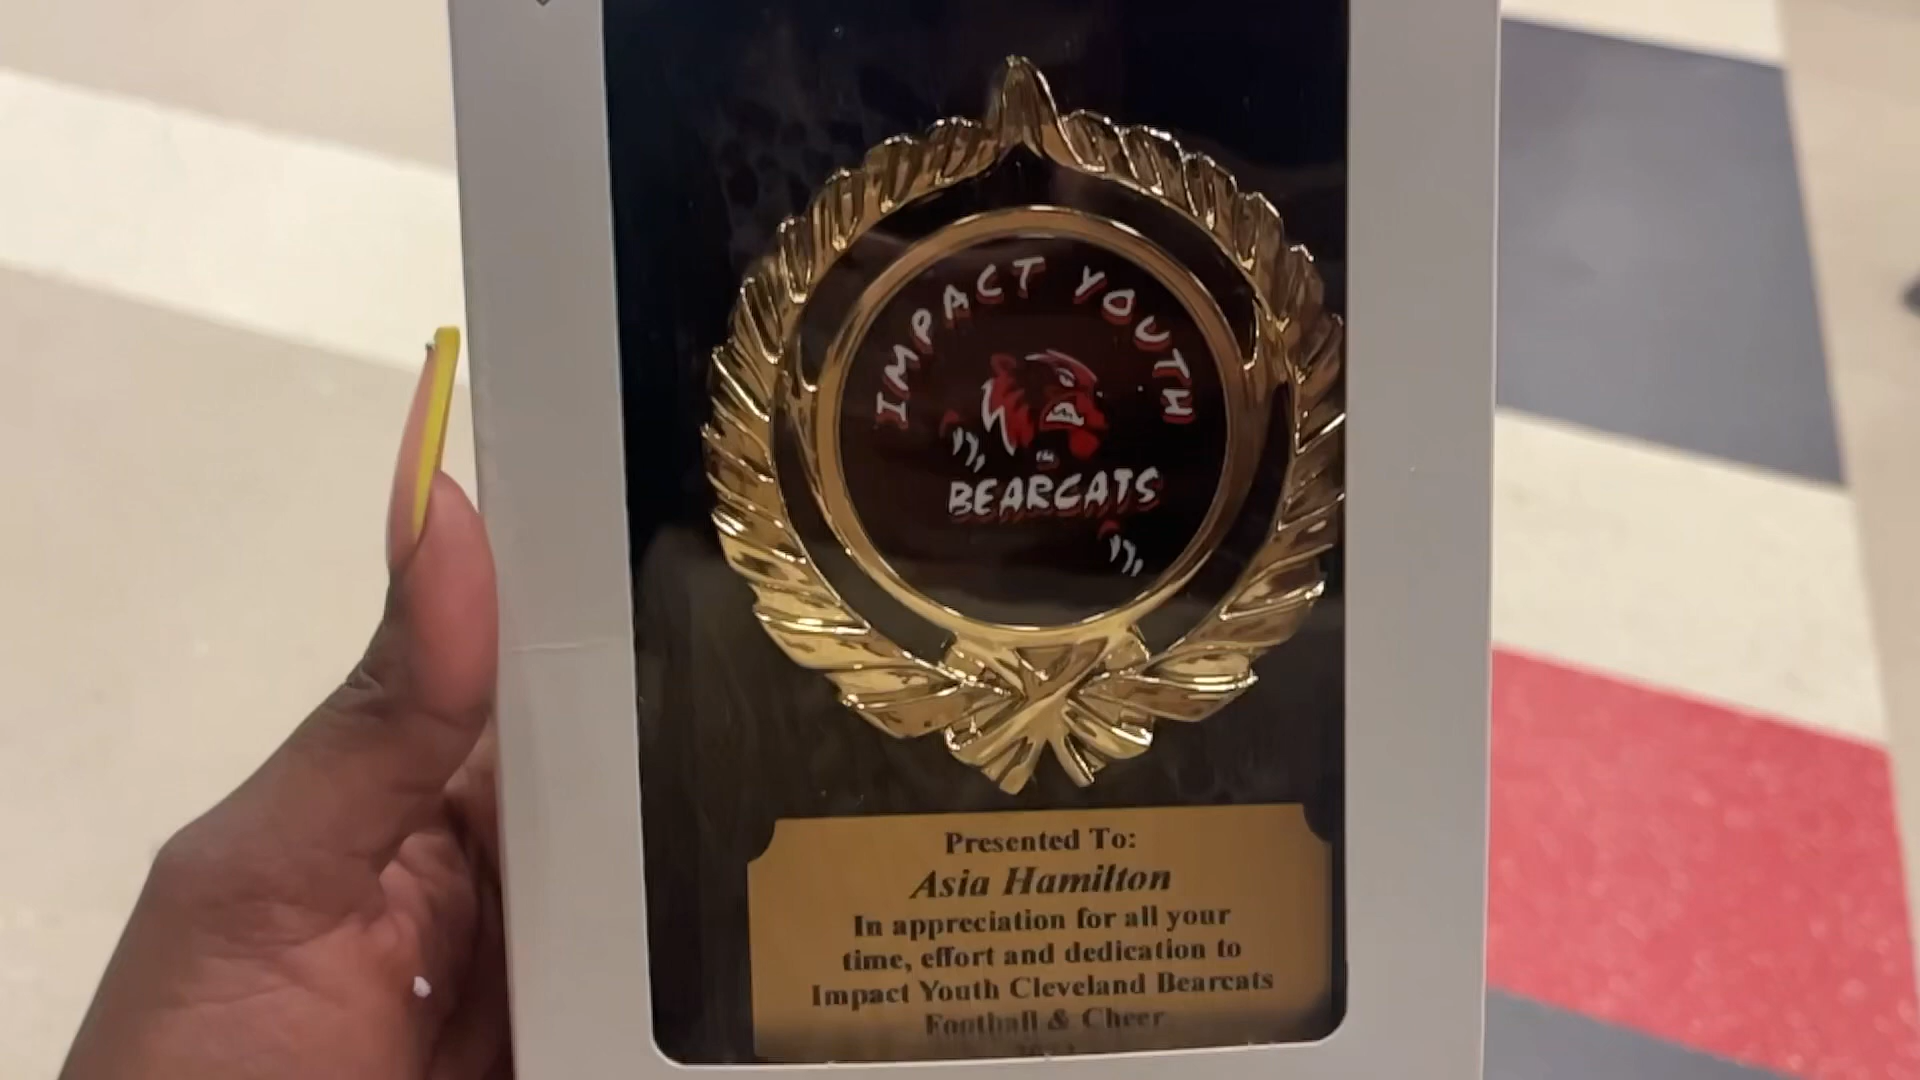 IMPACT YOUTH
BEARCATS
Presented To:
Asia Hamilton
In appreciation for all your
time, effort and dedication to
Impact Youth Cleveland Bearcats
Football & Cheer